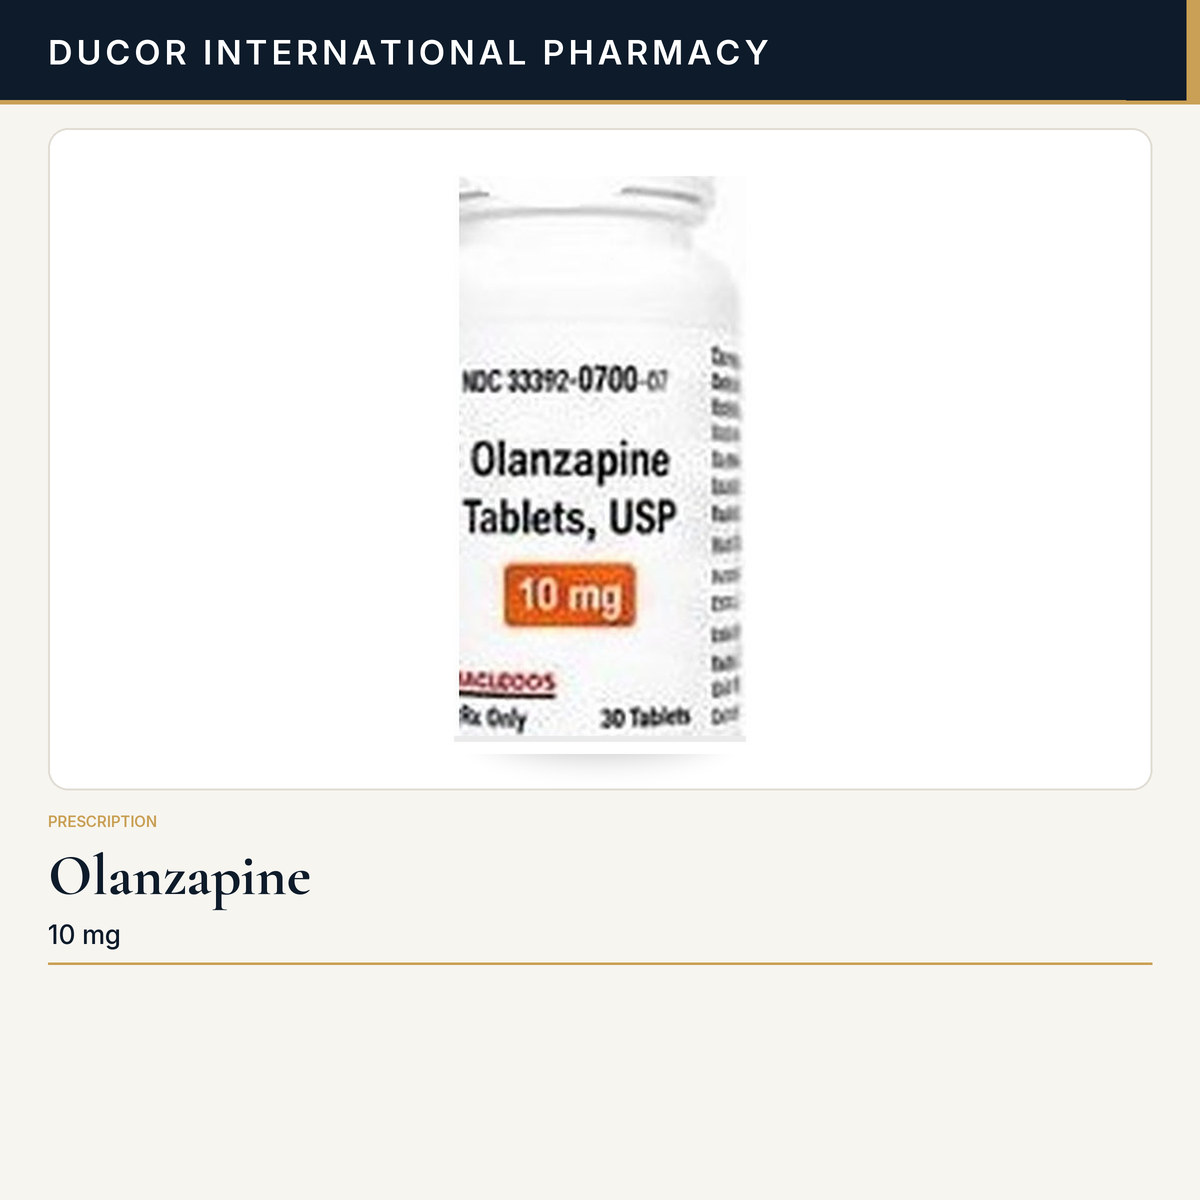 DUCOR INTERNATIONAL PHARMACY
NDC 33392-0700-07
Olanzapine
Tablets, USP
10 mg
ACLEODS
Rx Only
30 Tablets
PRESCRIPTION
Olanzapine
10 mg